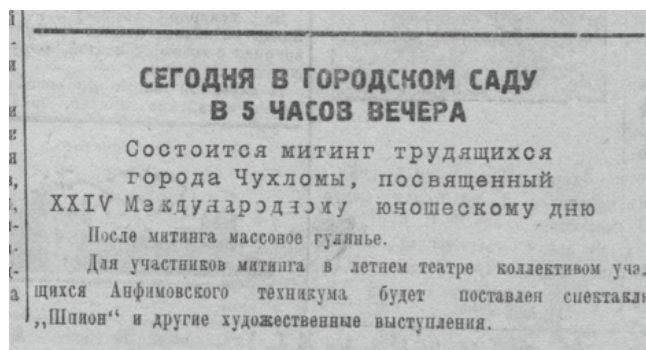 СЕГОДНЯ В ГОРОДСКОМ САДУ
В 5 ЧАСОВ ВЕЧЕРА
Состоится митинг трудящихся
города Чухломы, посвященный
XXIV Международному юношескому дню
После митинга массовое гулянье.
Для участников митинга в летнем театре коллективом уча-
щихся Анфимовского техникума будет поставлен спектакль
„Шпион“ и другие художественные выступления.